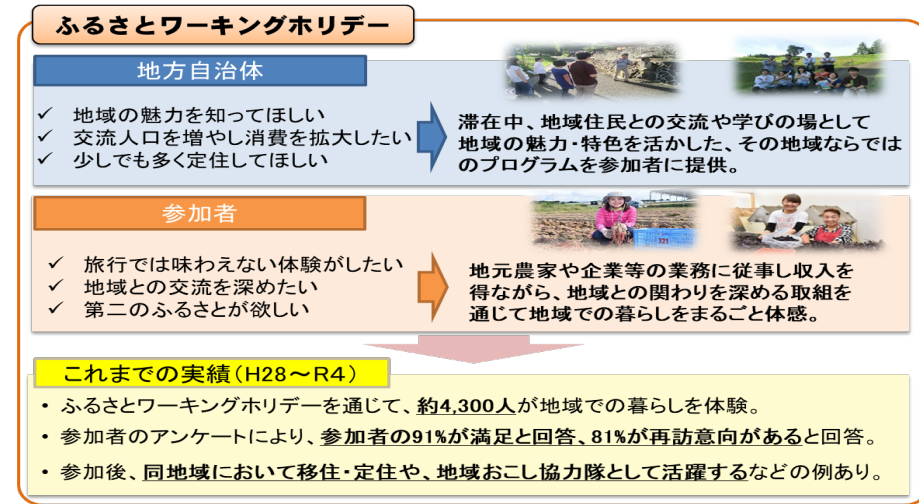 ふるさとワーキングホリデー
地方自治体
✓ 地域の魅力を知ってほしい
✓ 交流人口を増やし消費を拡大したい
✓ 少しでも多く定住してほしい
滞在中、地域住民との交流や学びの場として
地域の魅力・特色を活かした、その地域ならでは
のプログラムを参加者に提供。
参加者
✓ 旅行では味わえない体験がしたい
✓ 地域との交流を深めたい
✓ 第二のふるさとが欲しい
321
地元農家や企業等の業務に従事し収入を
得ながら、地域との関わりを深める取組を
通じて地域での暮らしをまるごと体感。
これまでの実績(H28～R4)
・ふるさとワーキングホリデーを通じて、約4,300人が地域での暮らしを体験。
・参加者のアンケートにより、参加者の91%が満足と回答、81%が再訪意向があると回答。
・参加後、同地域において移住・定住や、地域おこし協力隊として活躍するなどの例あり。